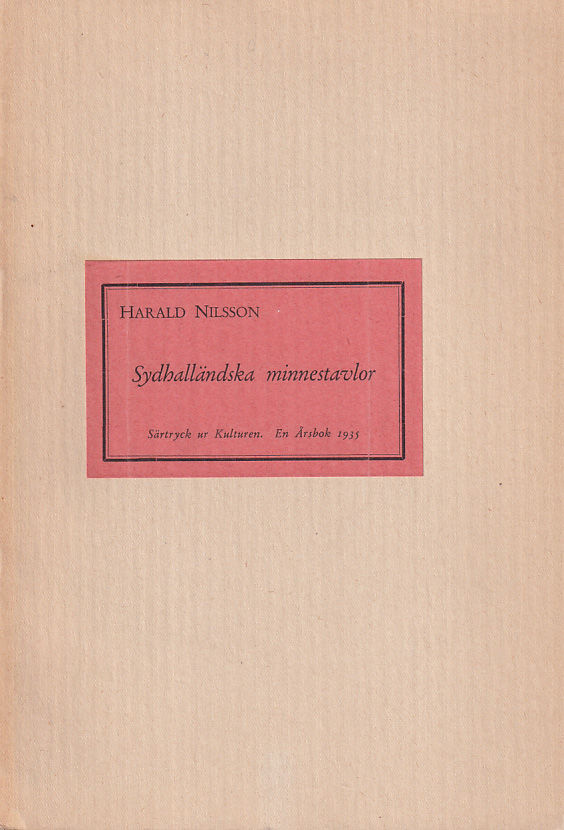 HARALD NILSSON
Sydhalländska minnestavlor
Särtryck ur Kulturen. En Årsbok 1935